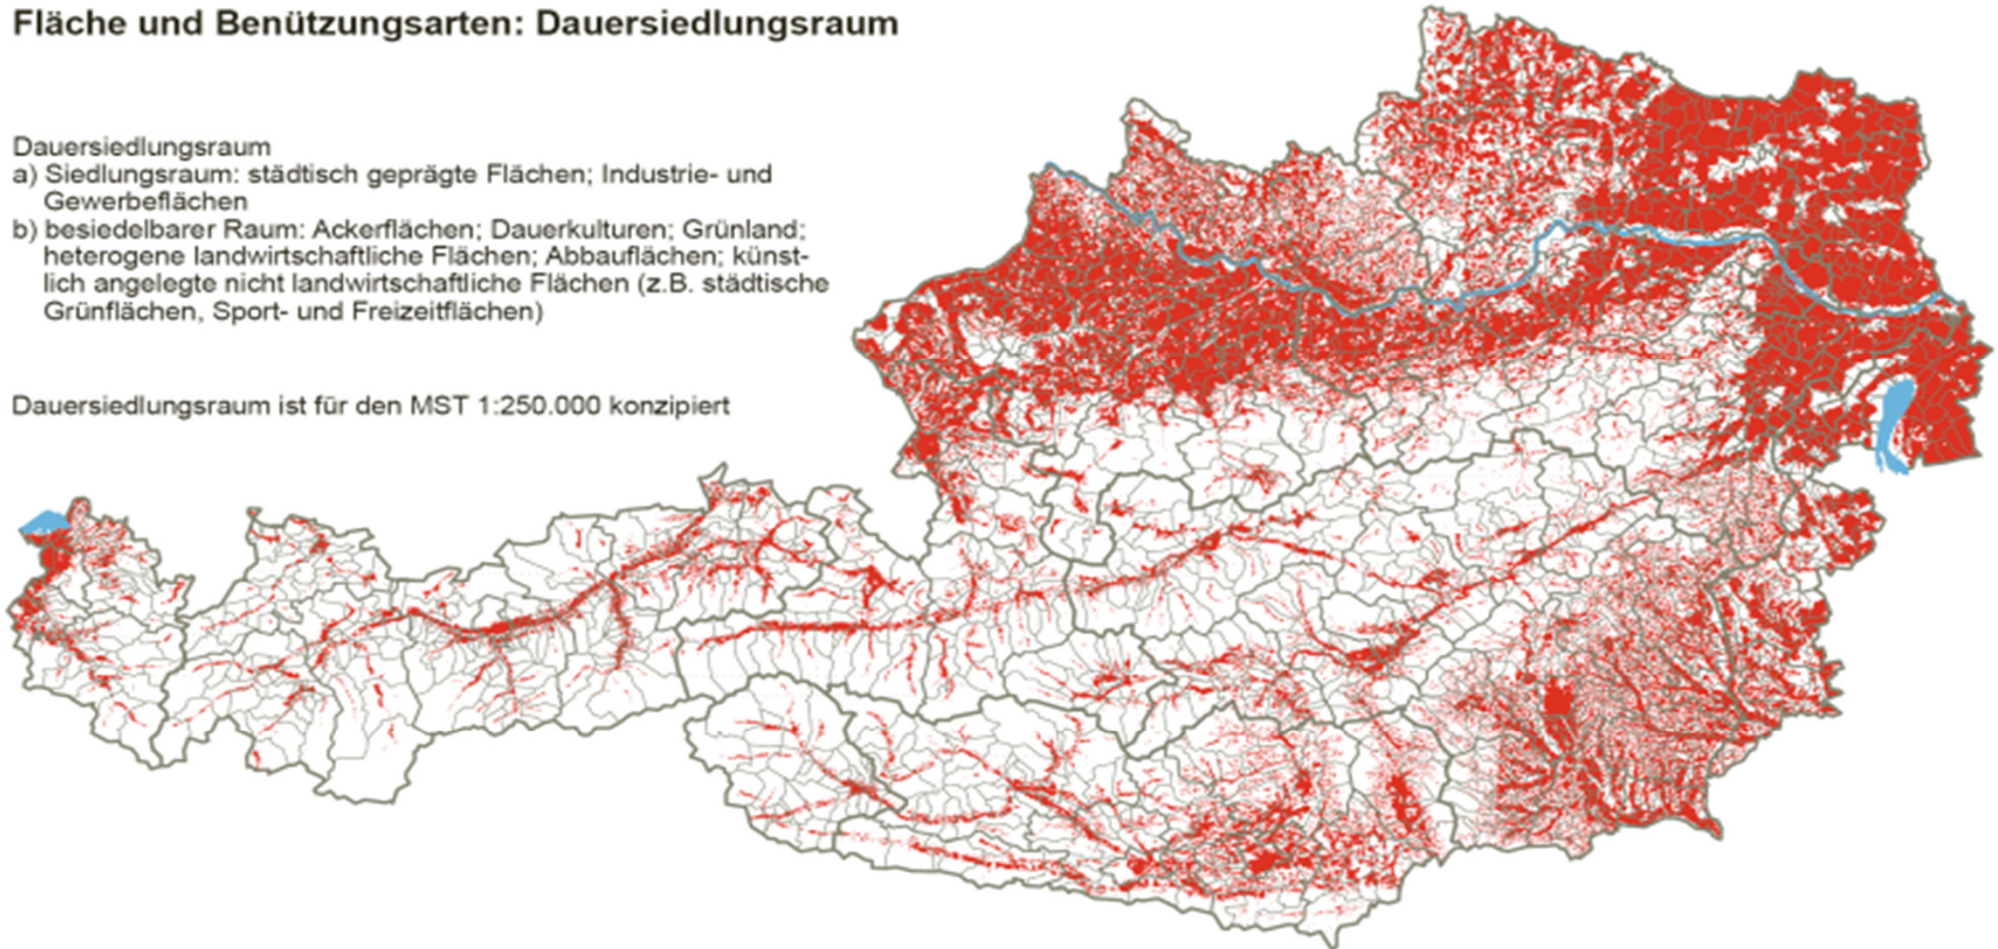 Fläche und Benützungsarten: Dauersiedlungsraum
Dauersiedlungsraum
a) Siedlungsraum: städtisch geprägte Flächen; Industrie- und
Gewerbeflächen
b) besiedelbarer Raum: Ackerflächen; Dauerkulturen; Grünland;
heterogene landwirtschaftliche Flächen; Abbauflächen; künst-
lich angelegte nicht landwirtschaftliche Flächen (z.B. städtische
Grünflächen, Sport- und Freizeitflächen)
Dauersiedlungsraum ist für den MST 1:250.000 konzipiert